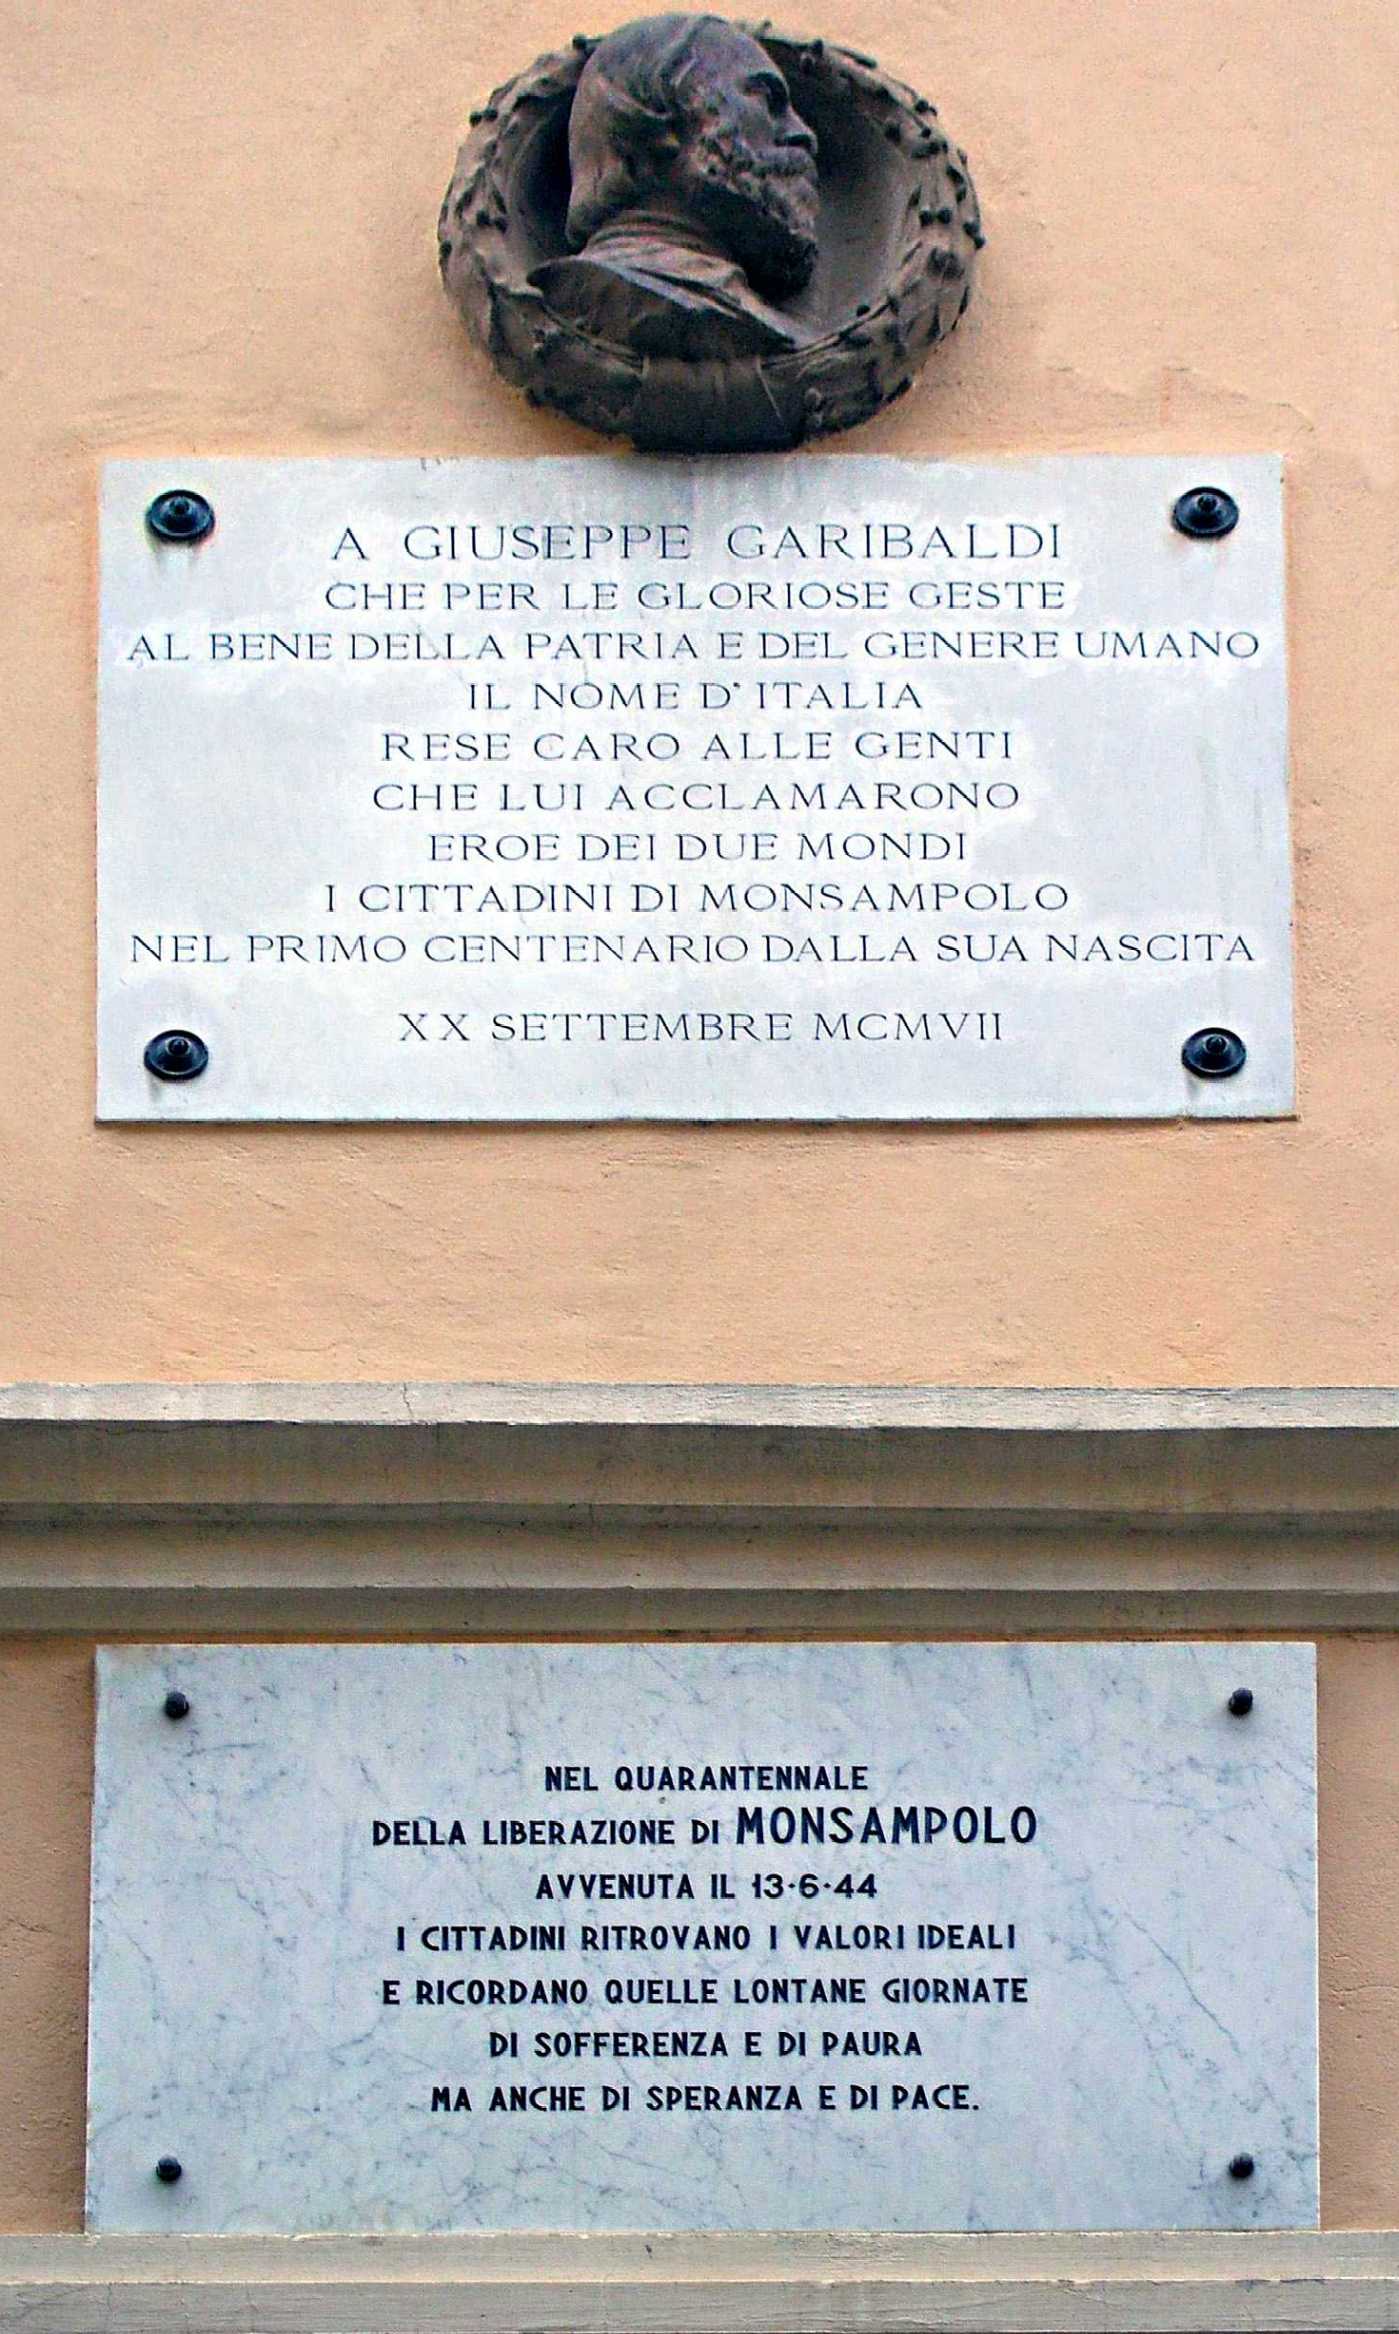 A GIUSEPPE GARIBALDI
CHE PER LE GLORIOSE GESTE
AL BENE DELLA PATRIA E DEL GENERE UMANO
IL NOME D'ITALIA
RESE CARO ALLE GENTI
CHE LUI ACCLAMARONO
EROE DEI DUE MONDI
I CITTADINI DI MONSAMPOLO
NEL PRIMO CENTENARIO DALLA SUA NASCITA
XX SETTEMBRE MCMVII
NEL QUARANTENNALE
DELLA LIBERAZIONE DI MONSAMPOLO
AVVENUTA IL 13·6·44
I CITTADINI RITROVANO I VALORI IDEALI
E RICORDANO QUELLE LONTANE GIORNATE
DI SOFFERENZA E DI PAURA
MA ANCHE DI SPERANZA E DI PACE.